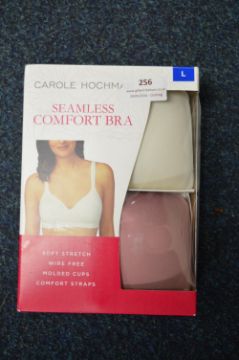 CAROLE HOCHMA
256
L
SEAMLESS
COMFORT BRA
SOFT STRETCH
WIRE FREE
MOLDED CUPS
COMFORT STRAPS